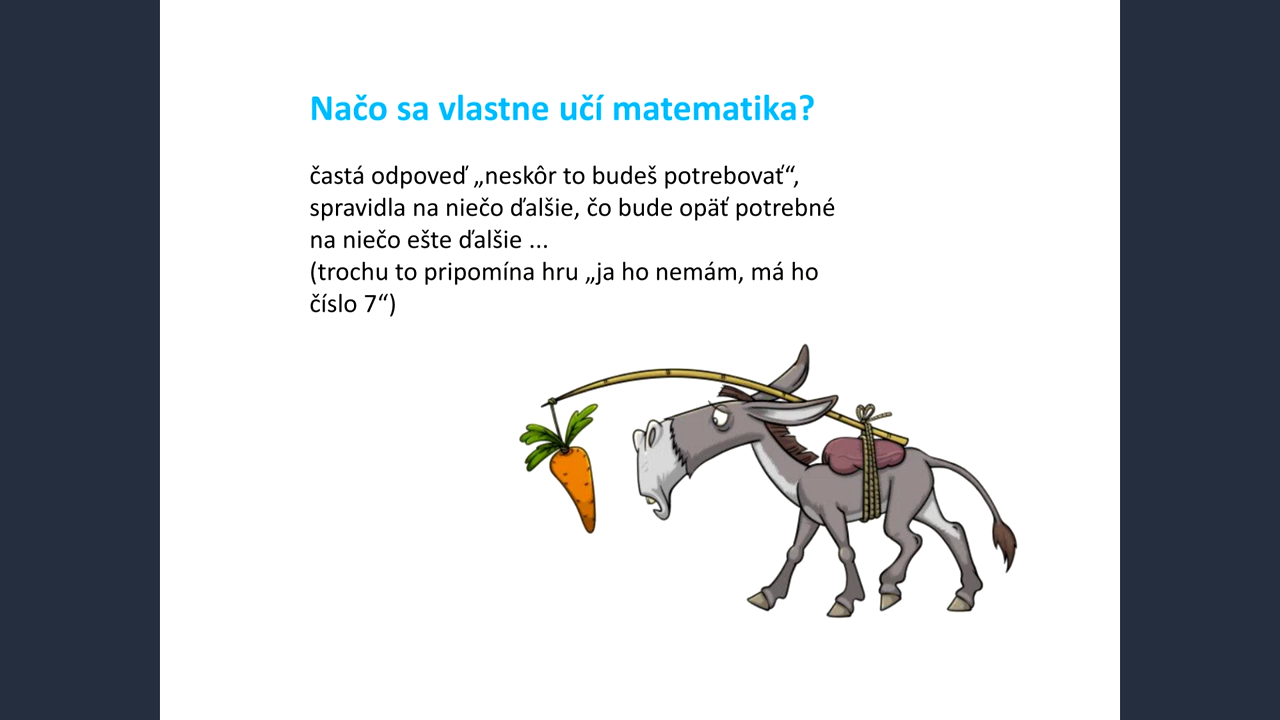 Načo sa vlastne učí matematika?
častá odpoveď „neskôr to budeš potrebovať“,
spravidla na niečo ďalšie, čo bude opäť potrebné
na niečo ešte ďalšie ...
(trochu to pripomína hru „ja ho nemám, má ho
číslo 7“)